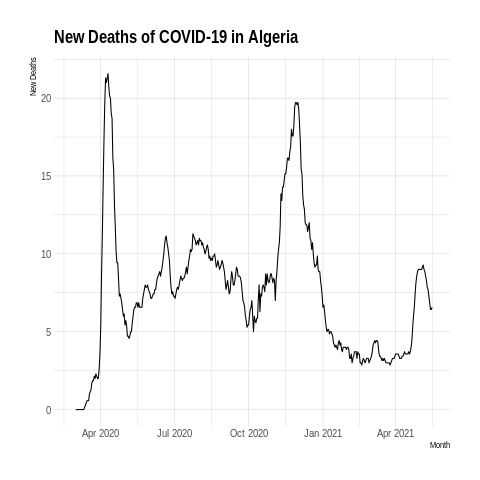 New Deaths of COVID-19 in Algeria
New Deaths
20
15
10
5
0
Apr 2020 Jul 2020 Oct 2020 Jan 2021 Apr 2021
Month